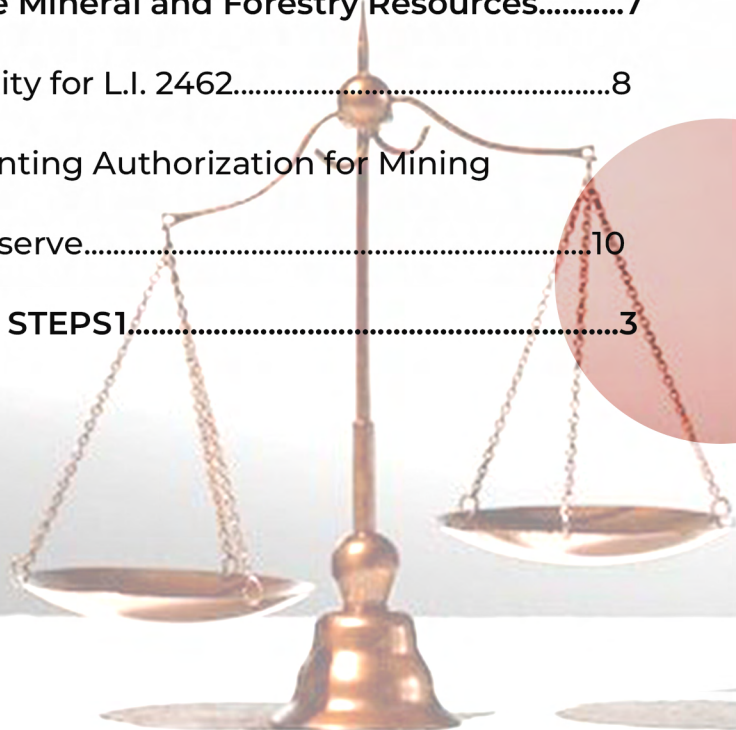 e Mineral and Forestry Resources...........7
ity for L.I. 2462...........................................................8
nting Authorization for Mining
serve................................................................................10
STEPS1.............................................................................3